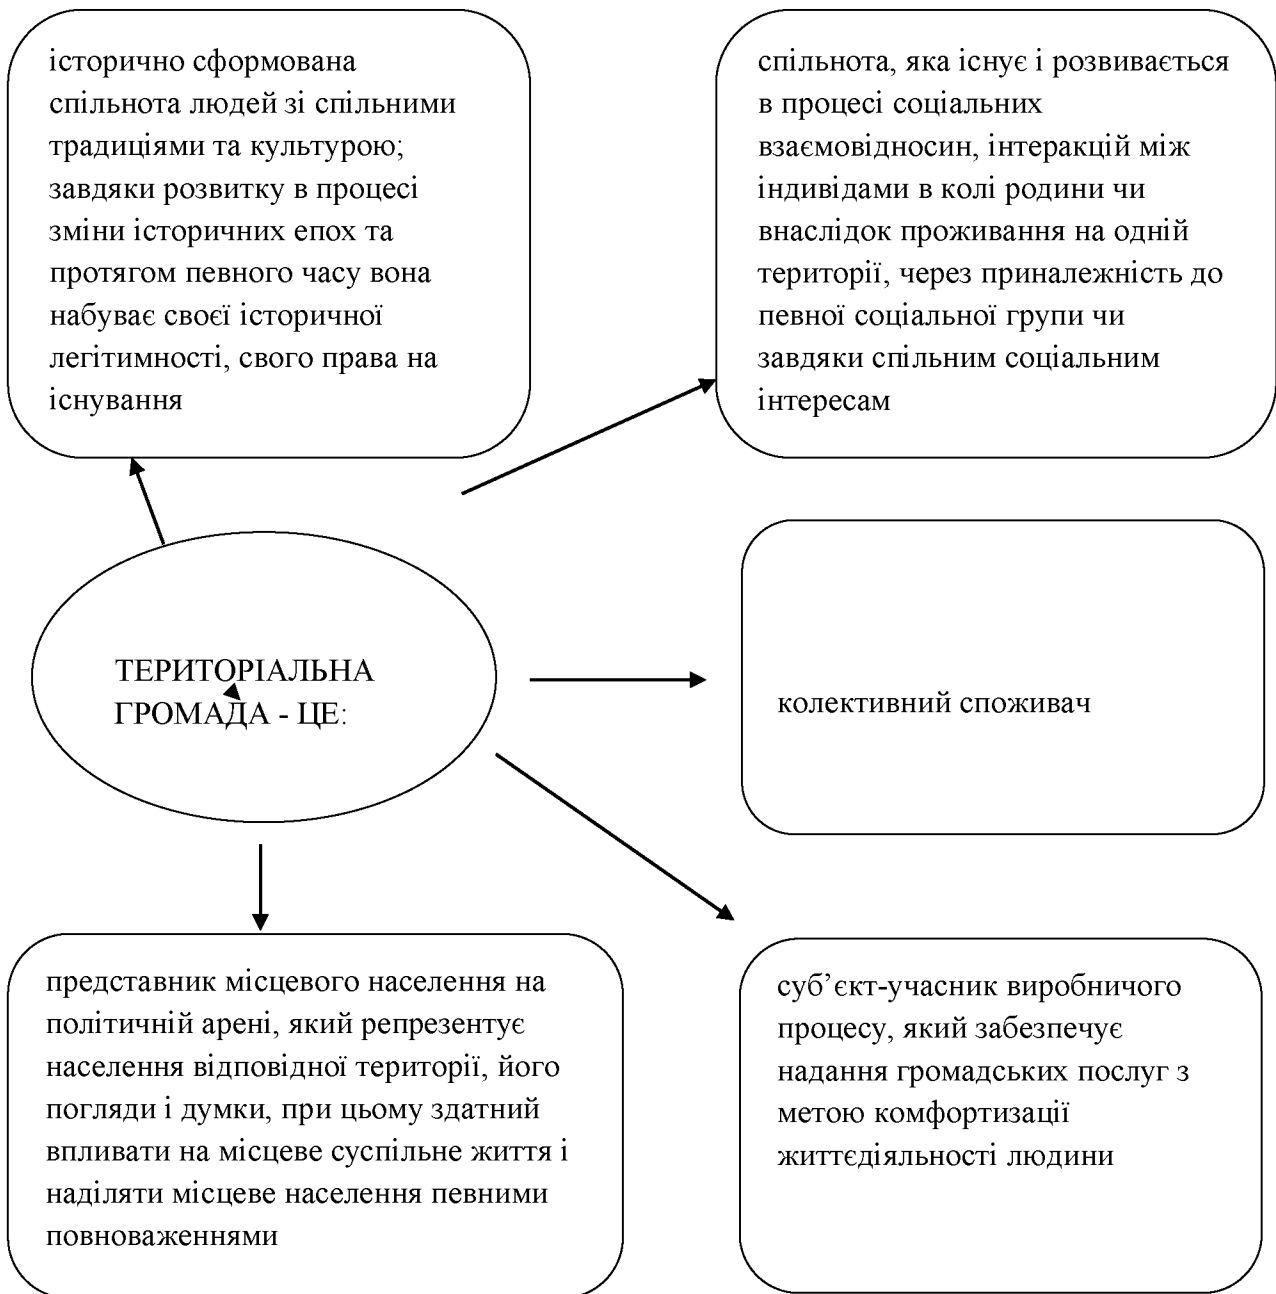 історично сформована
спільнота людей зі спільними
традиціями та культурою;
завдяки розвитку в процесі
зміни історичних епох та
протягом певного часу вона
набуває своєї історичної
легітимності, свого права на
існування
спільнота, яка існує і розвивається
в процесі соціальних
взаємовідносин, інтеракцій між
індивідами в колі родини чи
внаслідок проживання на одній
території, через приналежність до
певної соціальної групи чи
завдяки спільним соціальним
інтересам
ТЕРИТОРІАЛЬНА
ГРОМАДА - ЦЕ:
колективний споживач
представник місцевого населення на
політичній арені, який репрезентує
населення відповідної території, його
погляди і думки, при цьому здатний
впливати на місцеве суспільне життя і
наділяти місцеве населення певними
повноваженнями
суб’єкт-учасник виробничого
процесу, який забезпечує
надання громадських послуг з
метою комфортизації
життєдіяльності людини